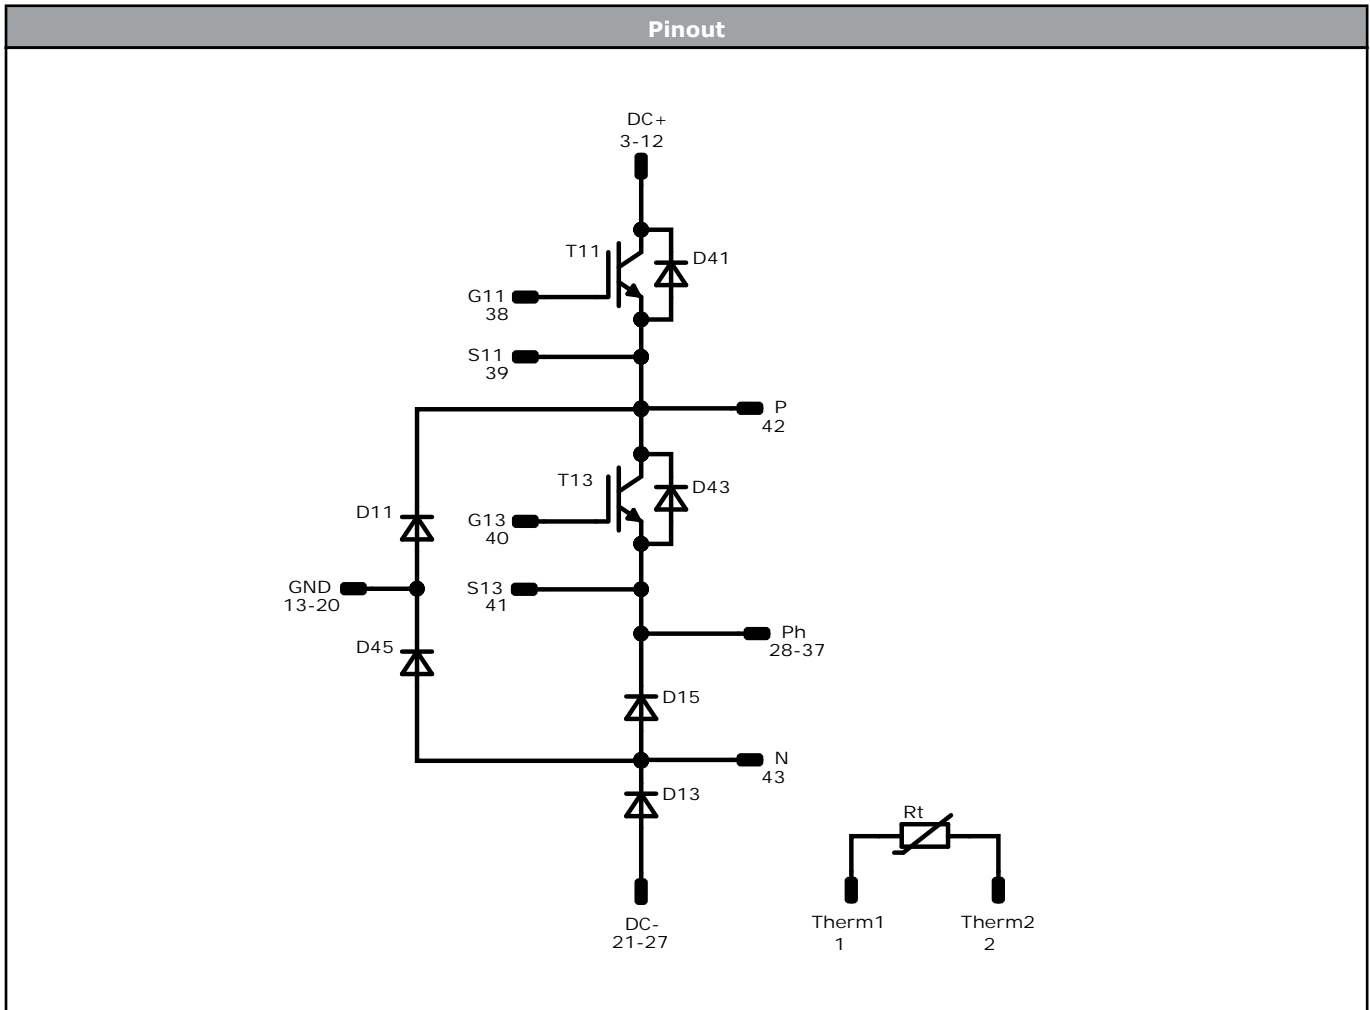 Pinout
DC+
3-12
T11
D41
G11
38
S11
39
P
42
T13
D43
D11
G13
40
GND
13-20
S13
41
Ph
28-37
D45
D15
N
43
D13
Rt
DC-
21-27
Therm1
1
Therm2
2